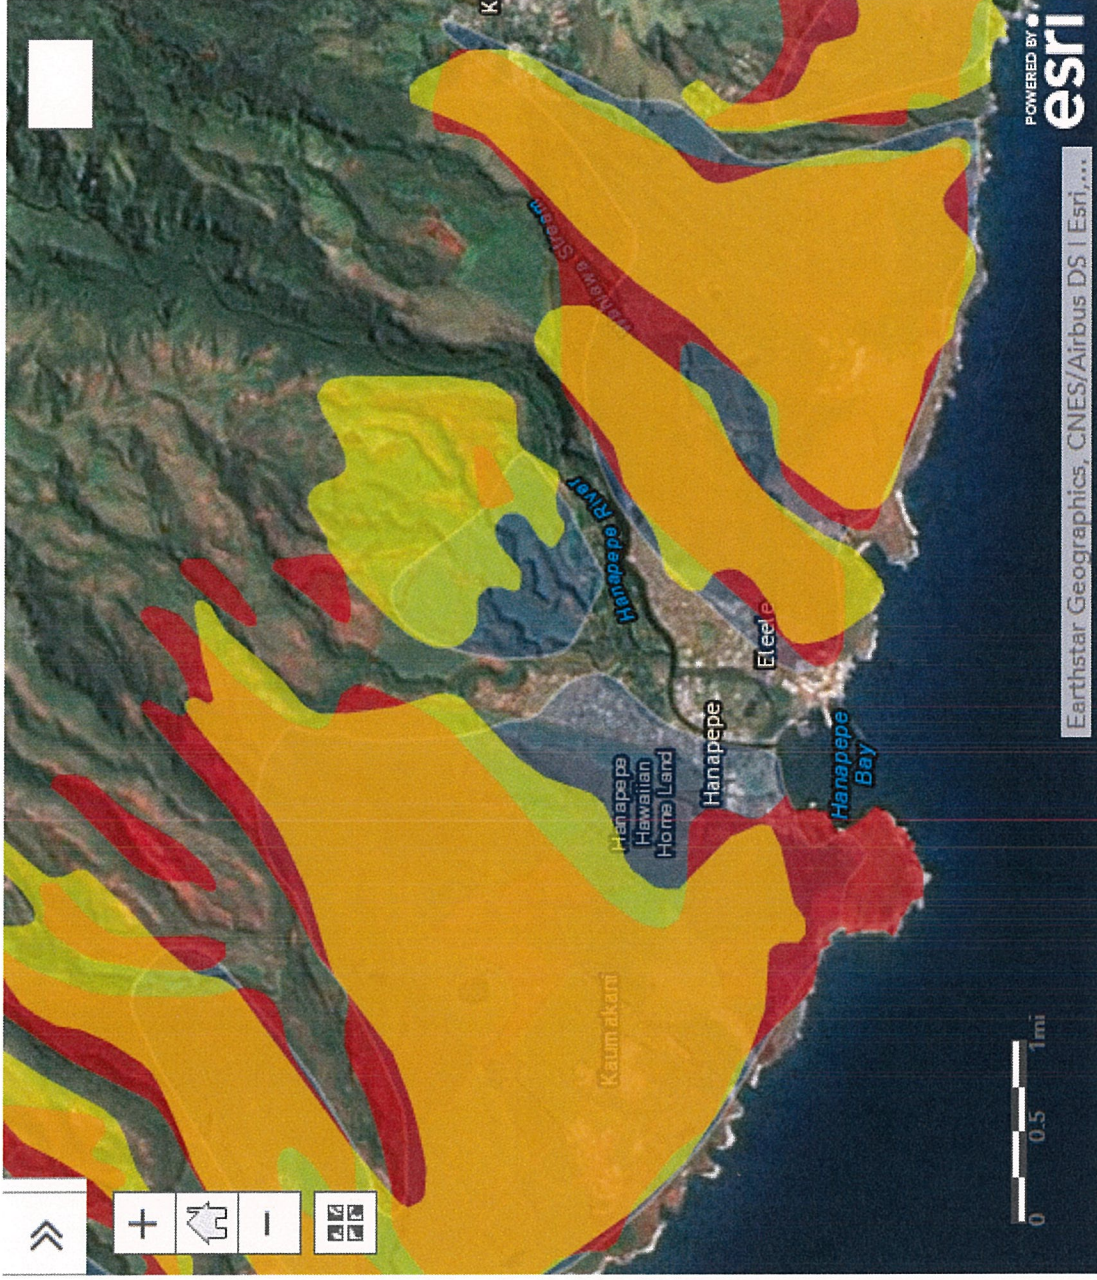 K
Wahiawa Stream
Hanapepe River
Eleele
Hanapepe
Hanapepe
Hawaiian
Home Land
Hanapepe
Bay
Kaumakani
0
0.5
1mi
Earthstar Geographics, CNES/Airbus DS | Esri,...
POWERED BY
esri